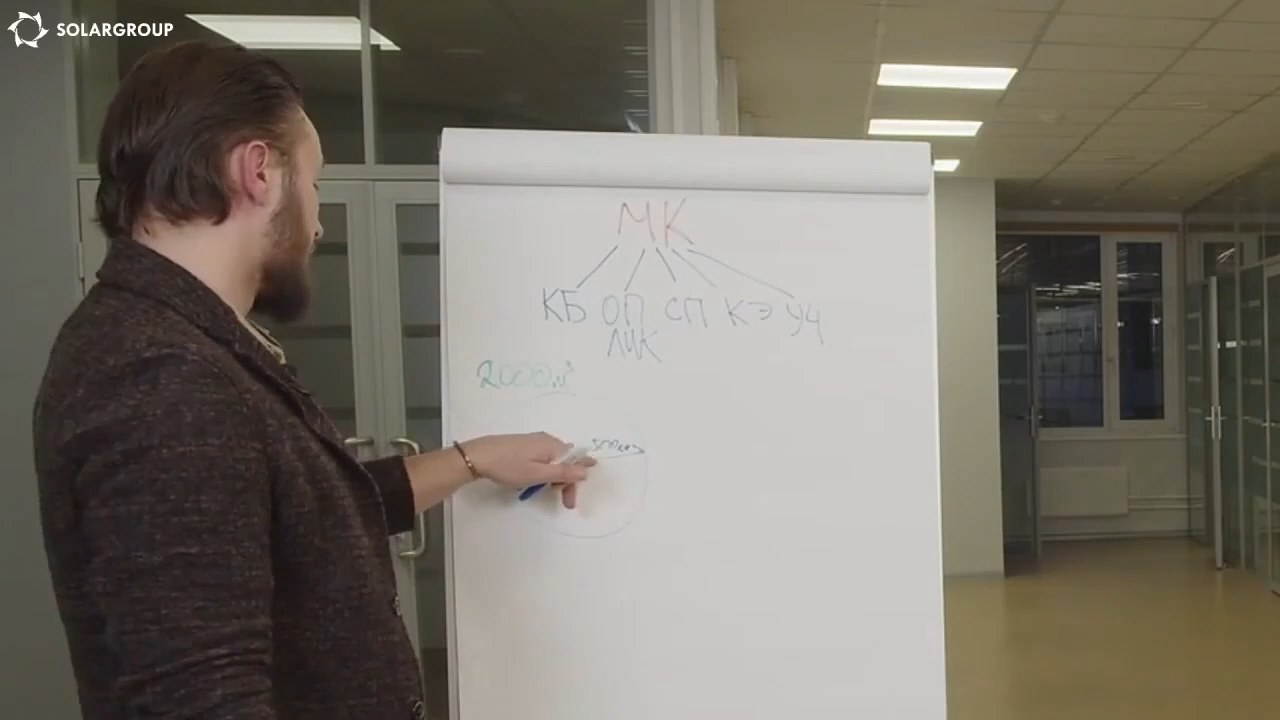 SOLARGROUP
МК
КБ ОП СП КЭ УЧ
ЛИК
2000м²